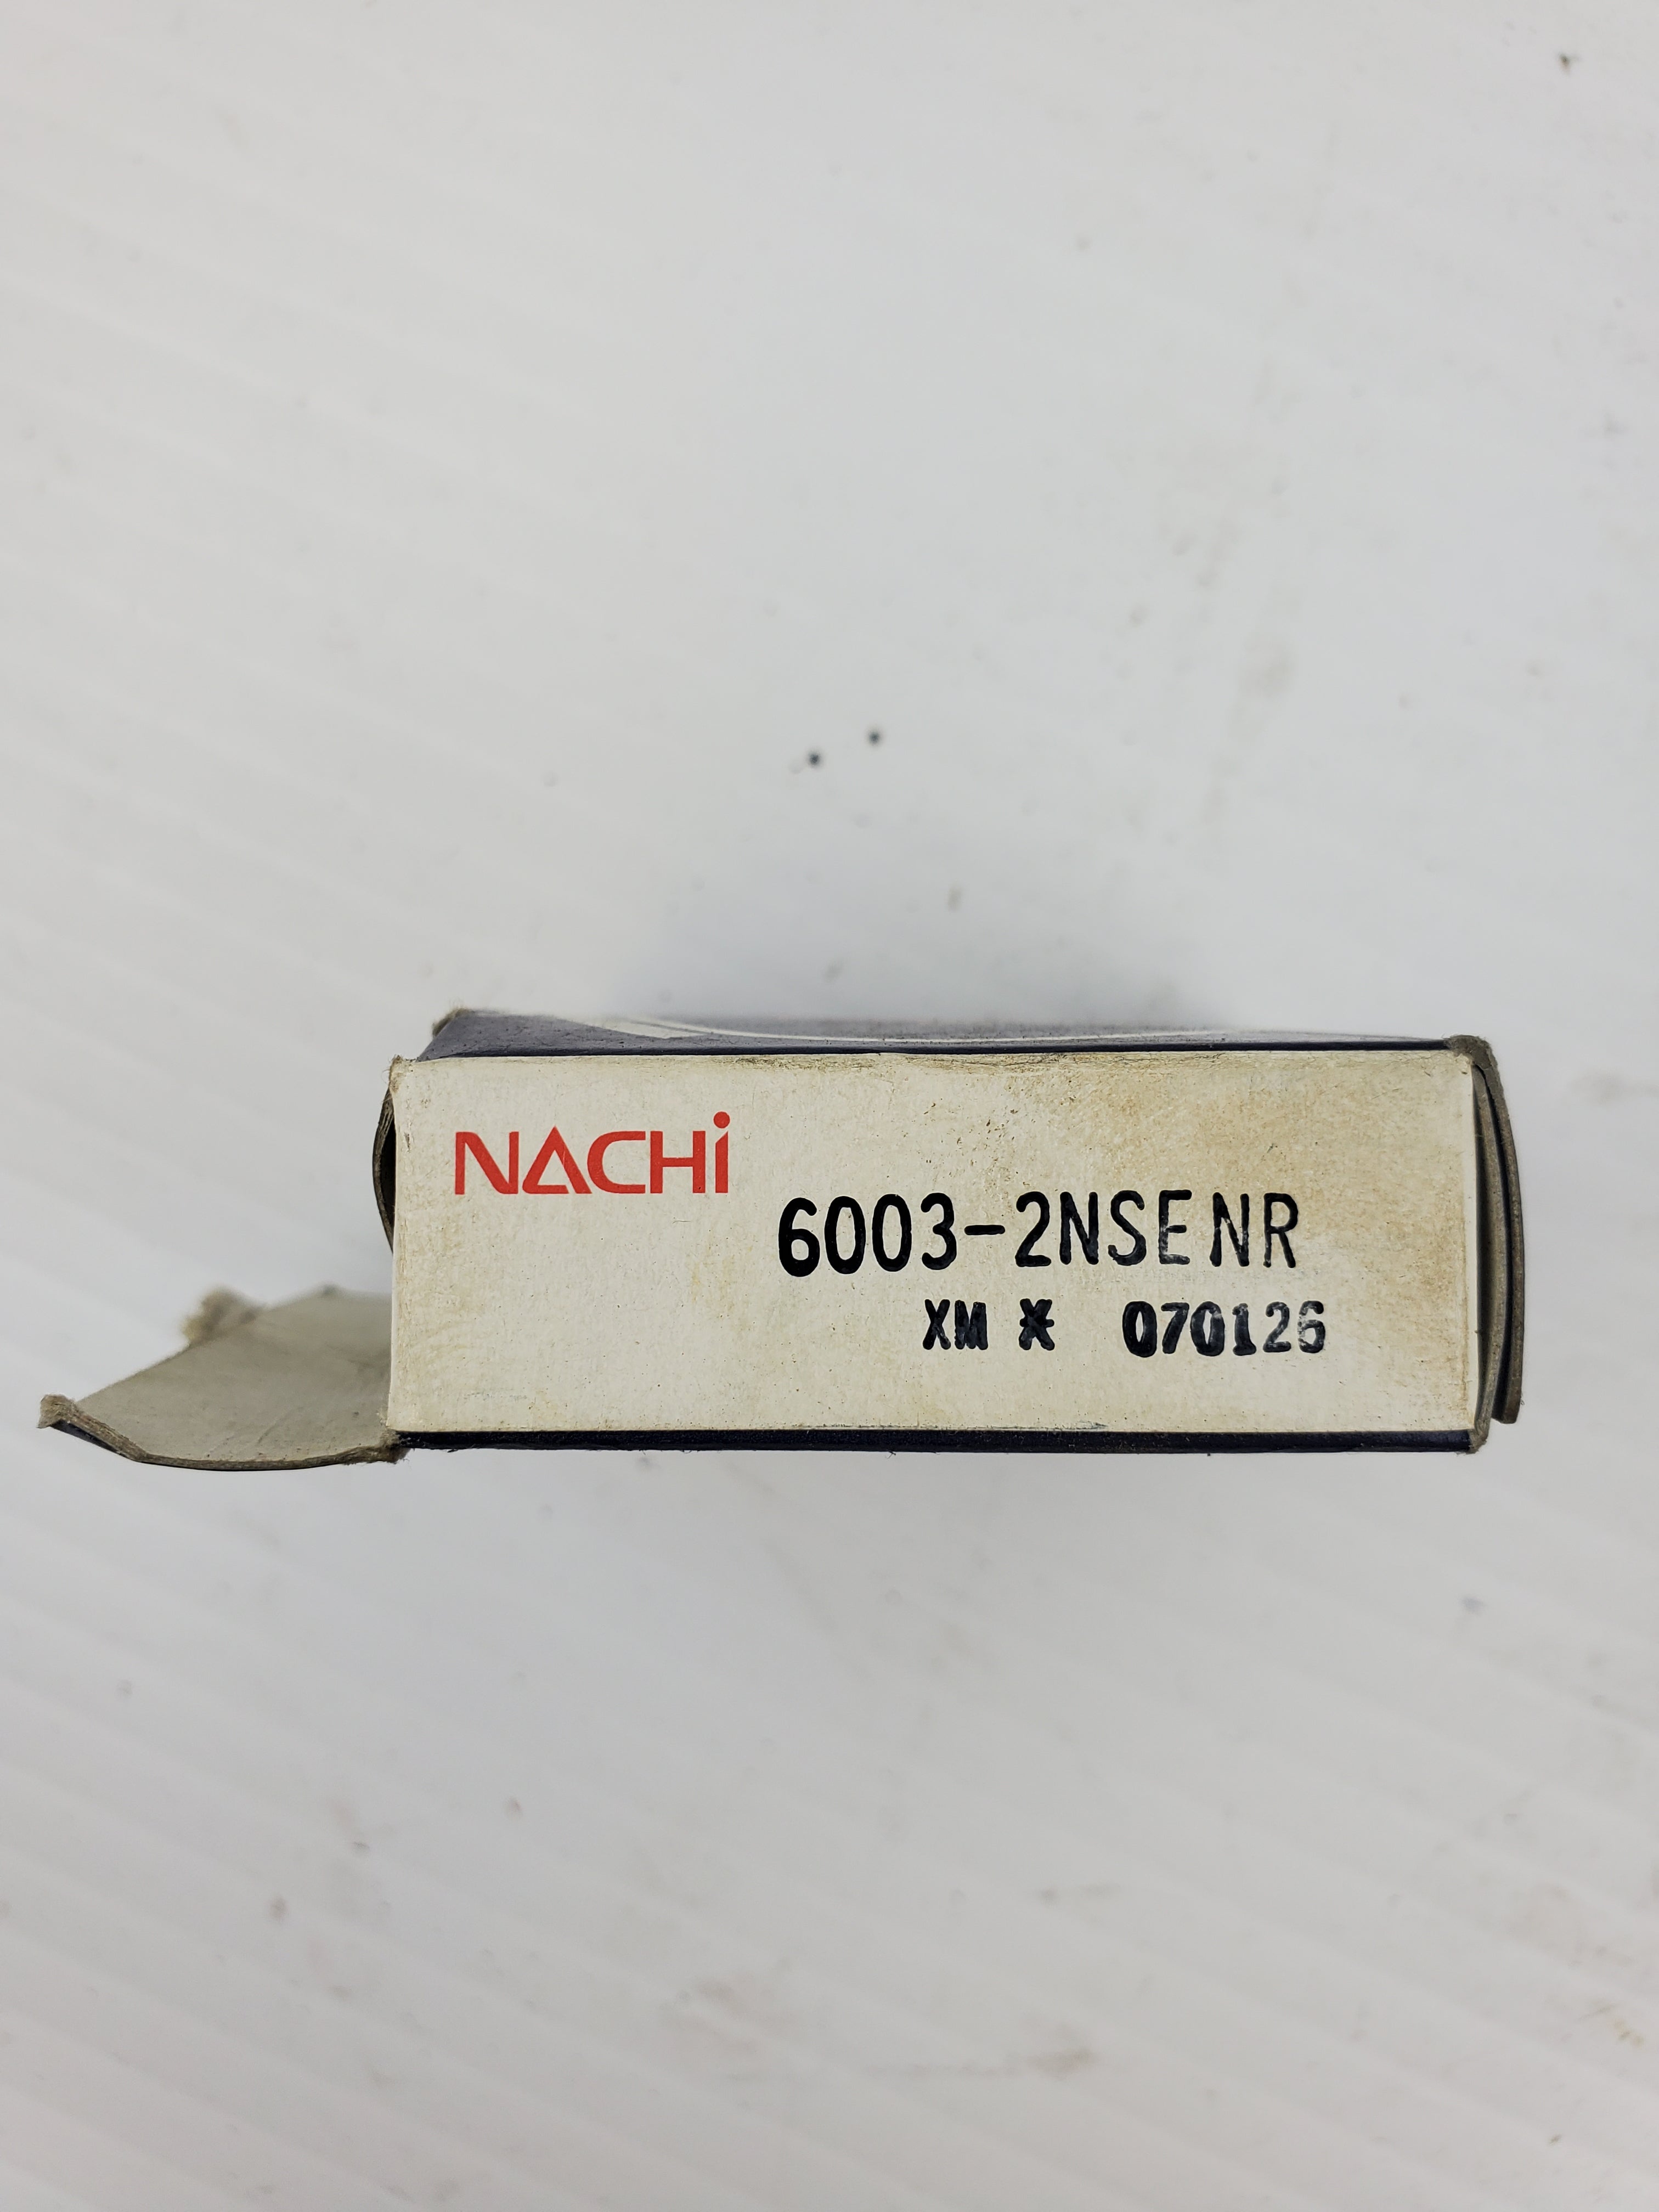 NACHi
6003-2NSENR
XM * 070126